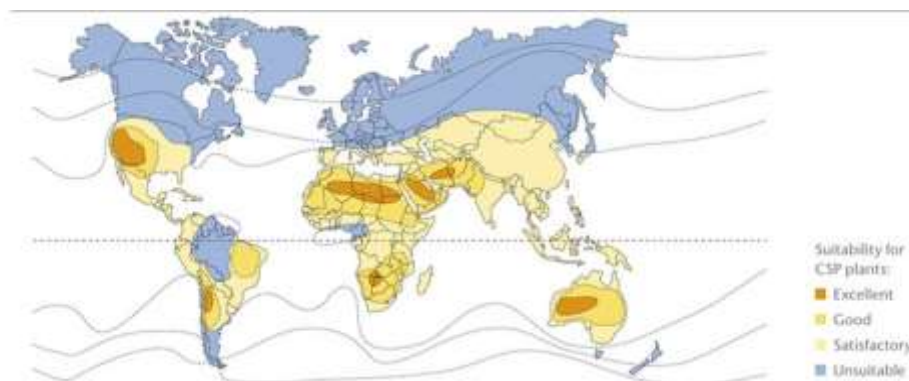 Suitability for
CSP plants:
Excellent
Good
Satisfactory
Unsuitable